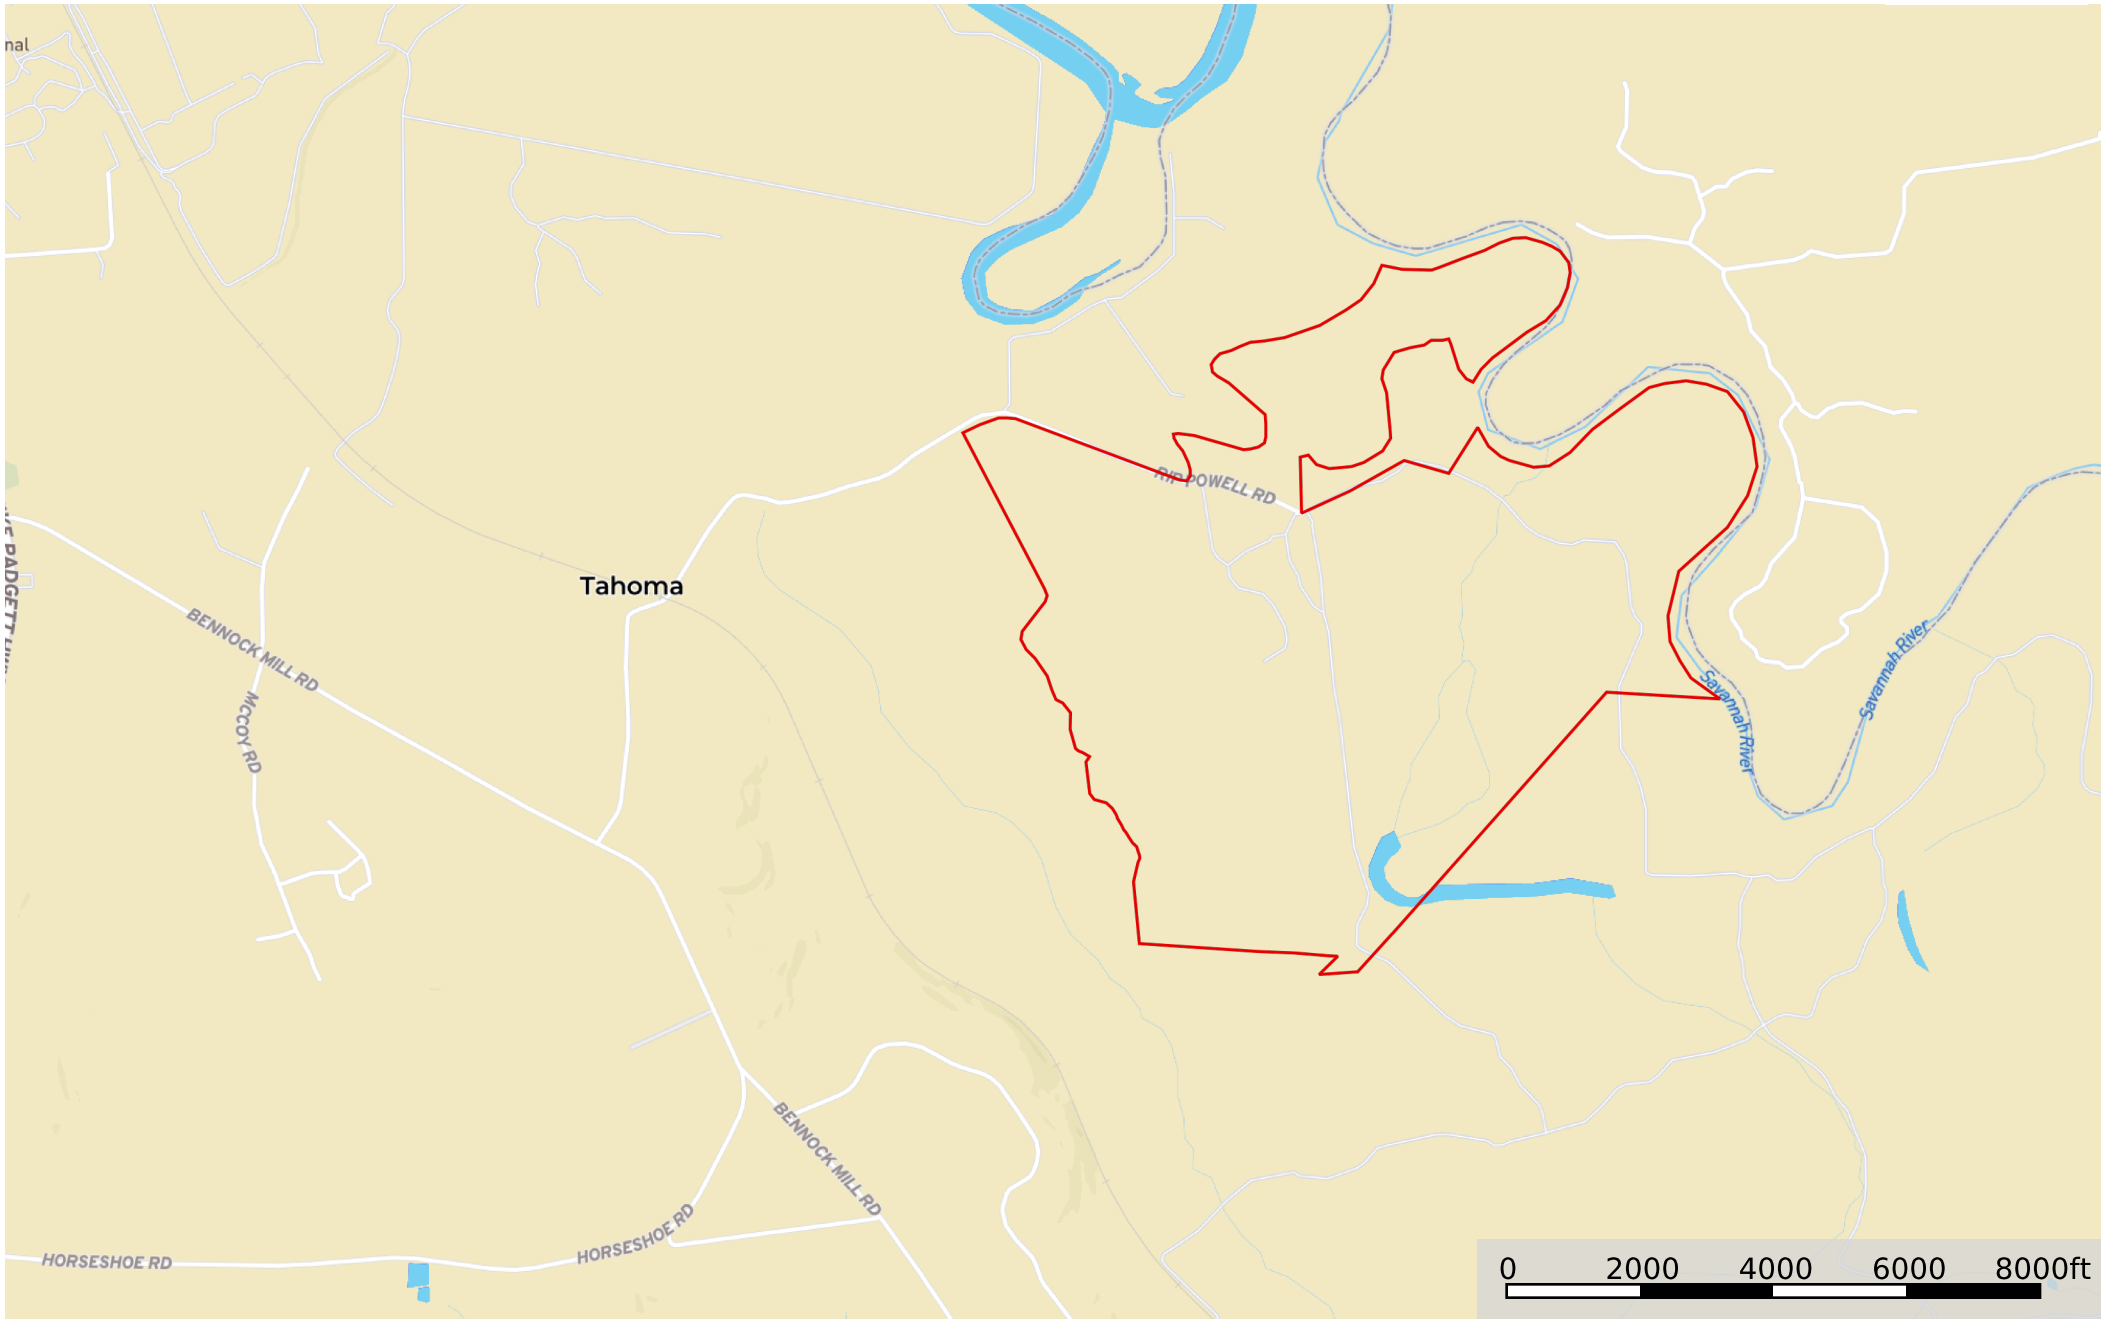 nal
RIP POWELL RD
Tahoma
BENNOCK MILL RD
MCCOY RD
Savannah River
Savannah River
BENNOCK MILL RD
HORSESHOE RD
HORSESHOE RD
0 2000 4000 6000 8000ft